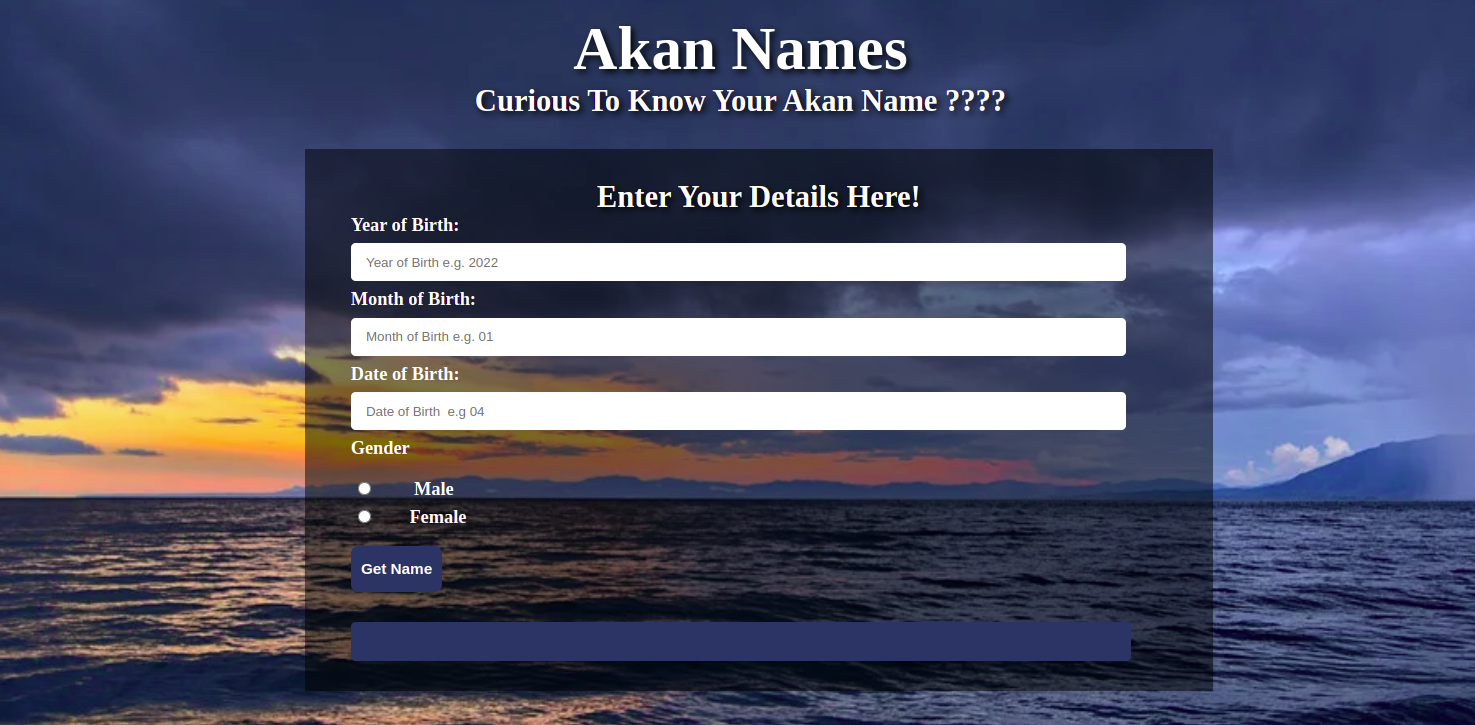 Akan Names
Curious To Know Your Akan Name ????
Enter Your Details Here!
Year of Birth:
Year of Birth e.g. 2022
Month of Birth:
Month of Birth e.g. 01
Date of Birth:
Date of Birth  e.g 04
Gender
Male
Female
Get Name